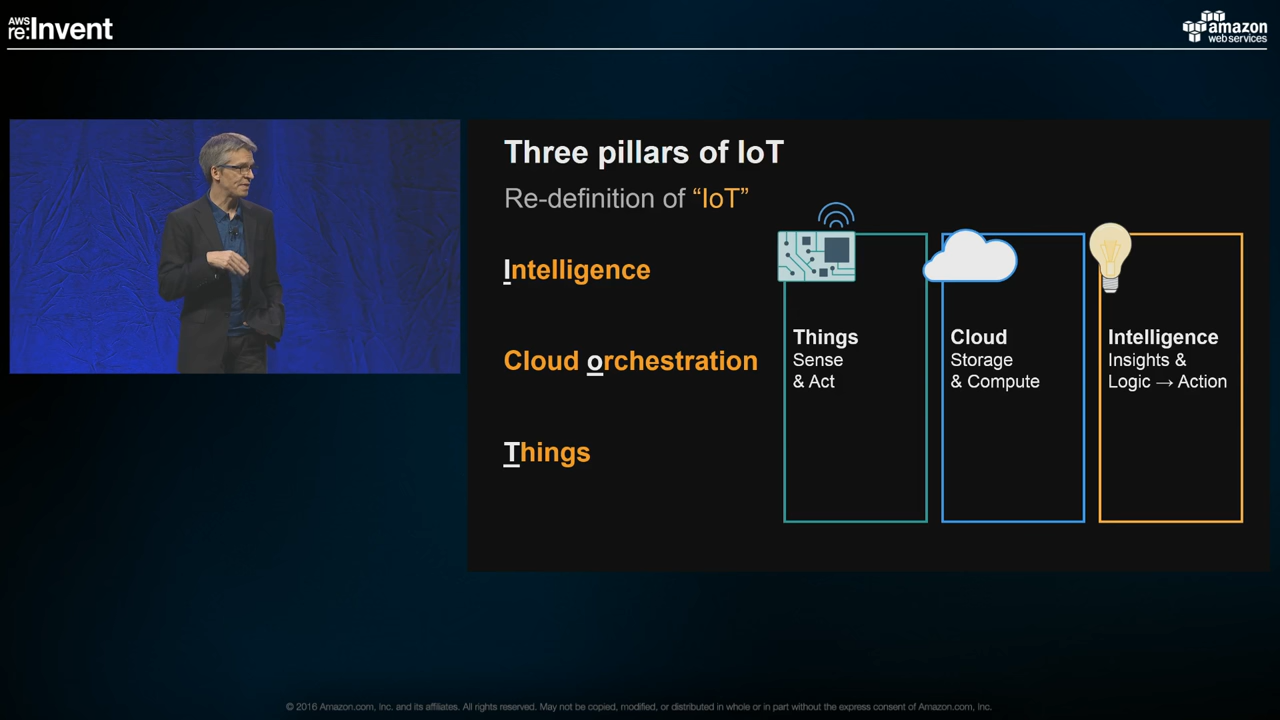 AWS
re:Invent
amazon
web services
Three pillars of IoT
Re-definition of “IoT”
Intelligence
Cloud orchestration
Things
Things
Sense
& Act
Cloud
Storage
& Compute
Intelligence
Insights &
Logic → Action
© 2016 Amazon.com, Inc. and its affiliates. All rights reserved. May not be copied, modified, or distributed in whole or in part without the express consent of Amazon.com, Inc.